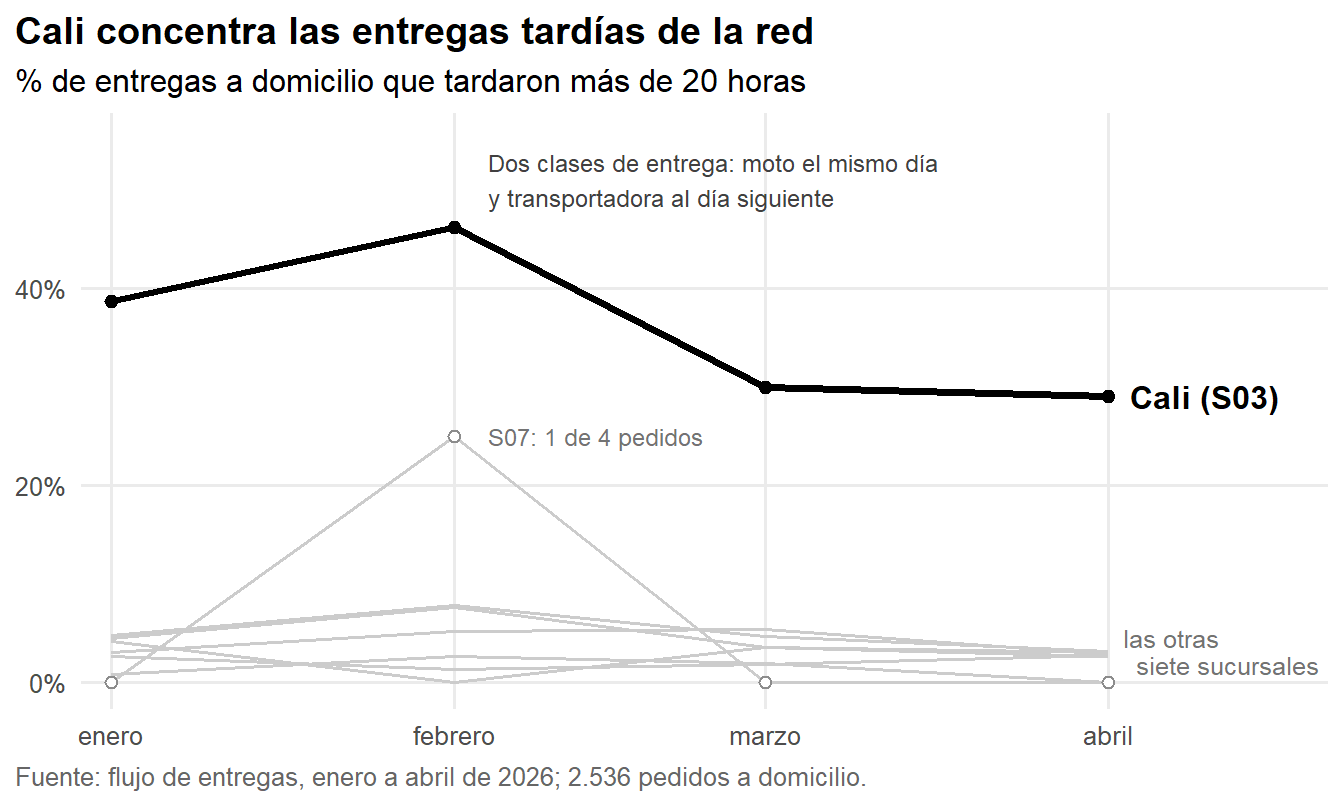 Cali concentra las entregas tardías de la red
% de entregas a domicilio que tardaron más de 20 horas
Dos clases de entrega: moto el mismo día
y transportadora al día siguiente
40%
Cali (S03)
S07: 1 de 4 pedidos
20%
las otras
siete sucursales
0%
enero febrero marzo abril
Fuente: flujo de entregas, enero a abril de 2026; 2.536 pedidos a domicilio.